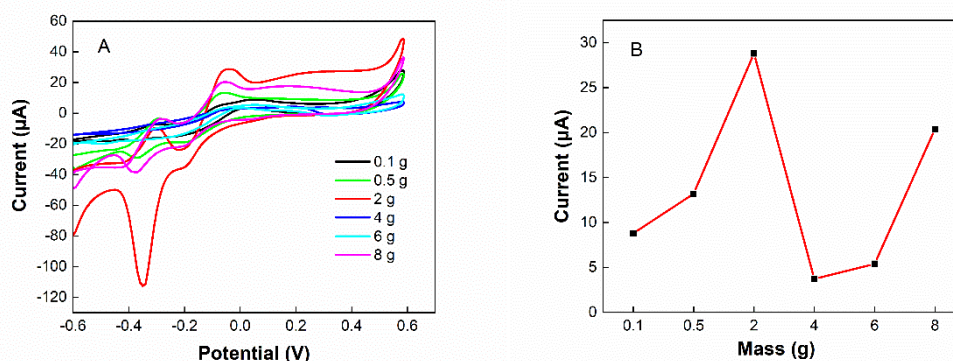 A
60
40
20
0
-20
-40
-60
-80
-100
-120
Current (µA)
0.1 g
0.5 g
2 g
4 g
6 g
8 g
-0.6 -0.4 -0.2 0.0 0.2 0.4 0.6
Potential (V)
B
30
25
20
15
10
5
0
Current (µA)
0.1 0.5 2 4 6 8
Mass (g)